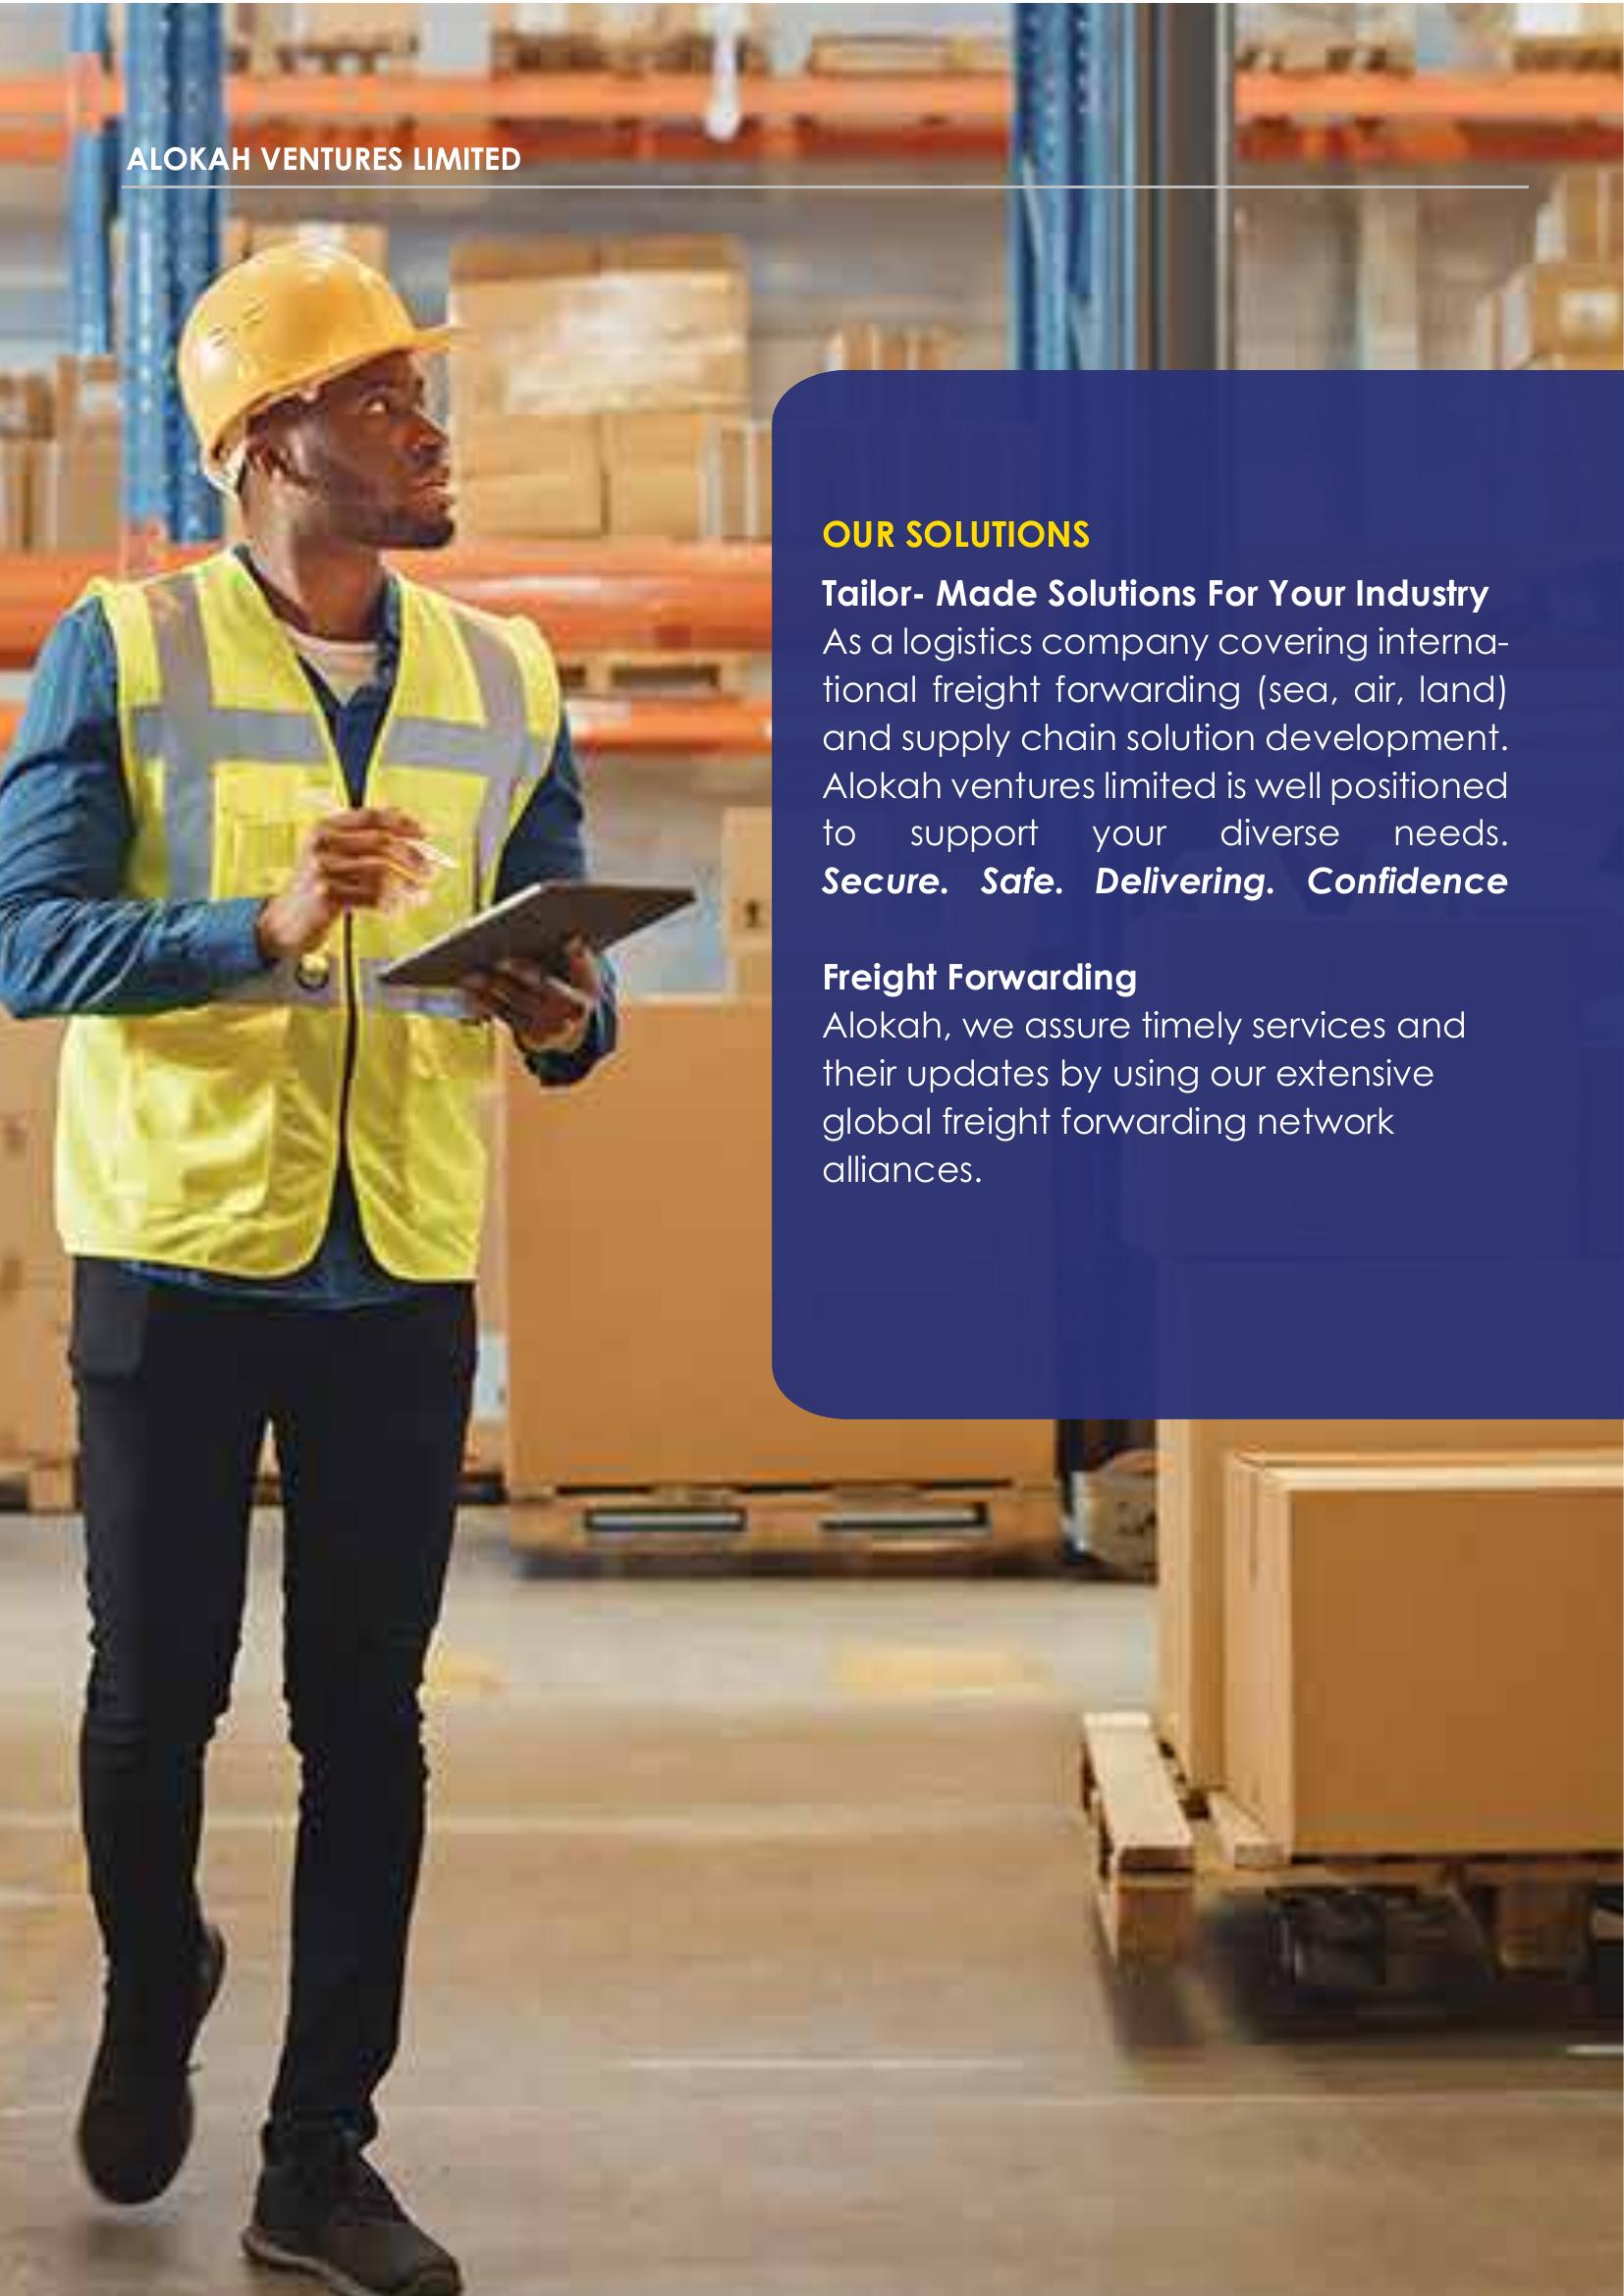 ALOKAH VENTURES LIMITED
OUR SOLUTIONS
Tailor- Made Solutions For Your Industry
As a logistics company covering interna-
tional freight forwarding (sea, air, land)
and supply chain solution development.
Alokah ventures limited is well positioned
to support your diverse needs.
Secure. Safe. Delivering. Confidence
Freight Forwarding
Alokah, we assure timely services and
their updates by using our extensive
global freight forwarding network
alliances.